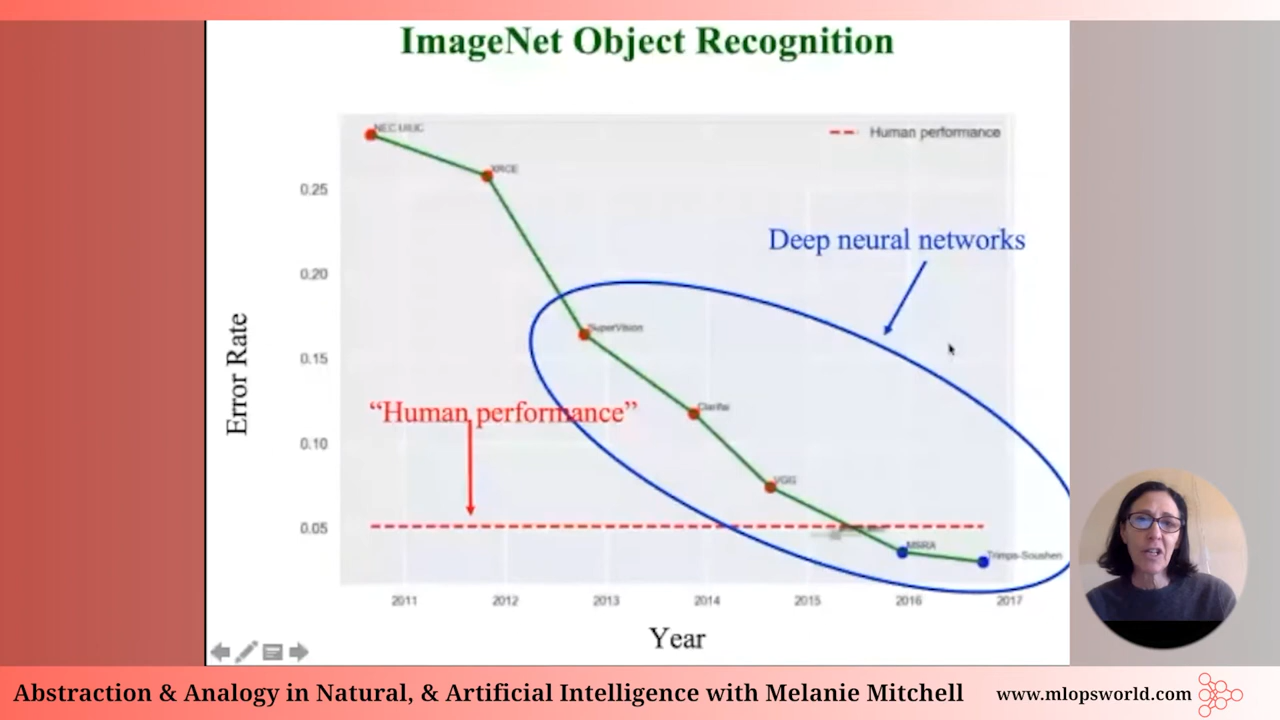 ImageNet Object Recognition
NEC UIUC
Human performance
XRCE
0.25
Deep neural networks
0.20
SuperVision
0.15
Error Rate
"Human performance"
Clarifai
0.10
VGG
0.05
MSRA
Trimps-Soushen
2011 2012 2013 2014 2015 2016 2017
Year
Abstraction & Analogy in Natural, & Artificial Intelligence with Melanie Mitchell
www.mlopsworld.com